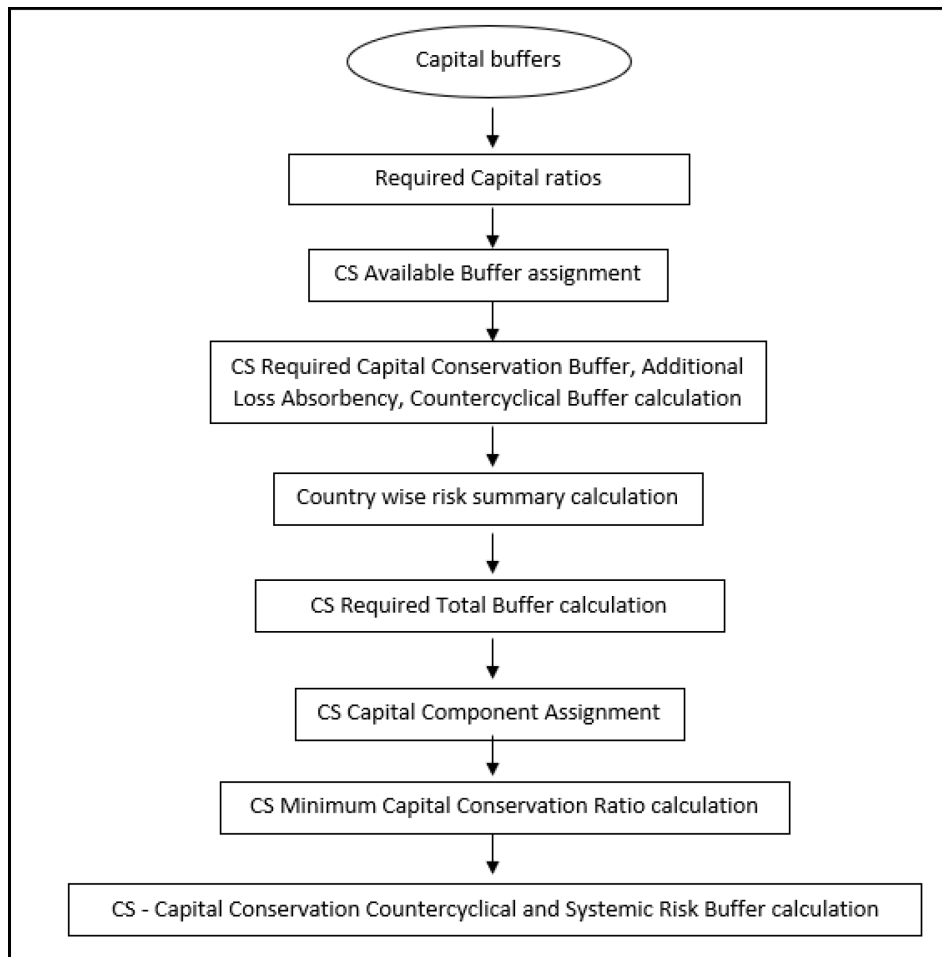 Capital buffers
Required Capital ratios
CS Available Buffer assignment
CS Required Capital Conservation Buffer, Additional
Loss Absorbency, Countercyclical Buffer calculation
Country wise risk summary calculation
CS Required Total Buffer calculation
CS Capital Component Assignment
CS Minimum Capital Conservation Ratio calculation
CS - Capital Conservation Countercyclical and Systemic Risk Buffer calculation